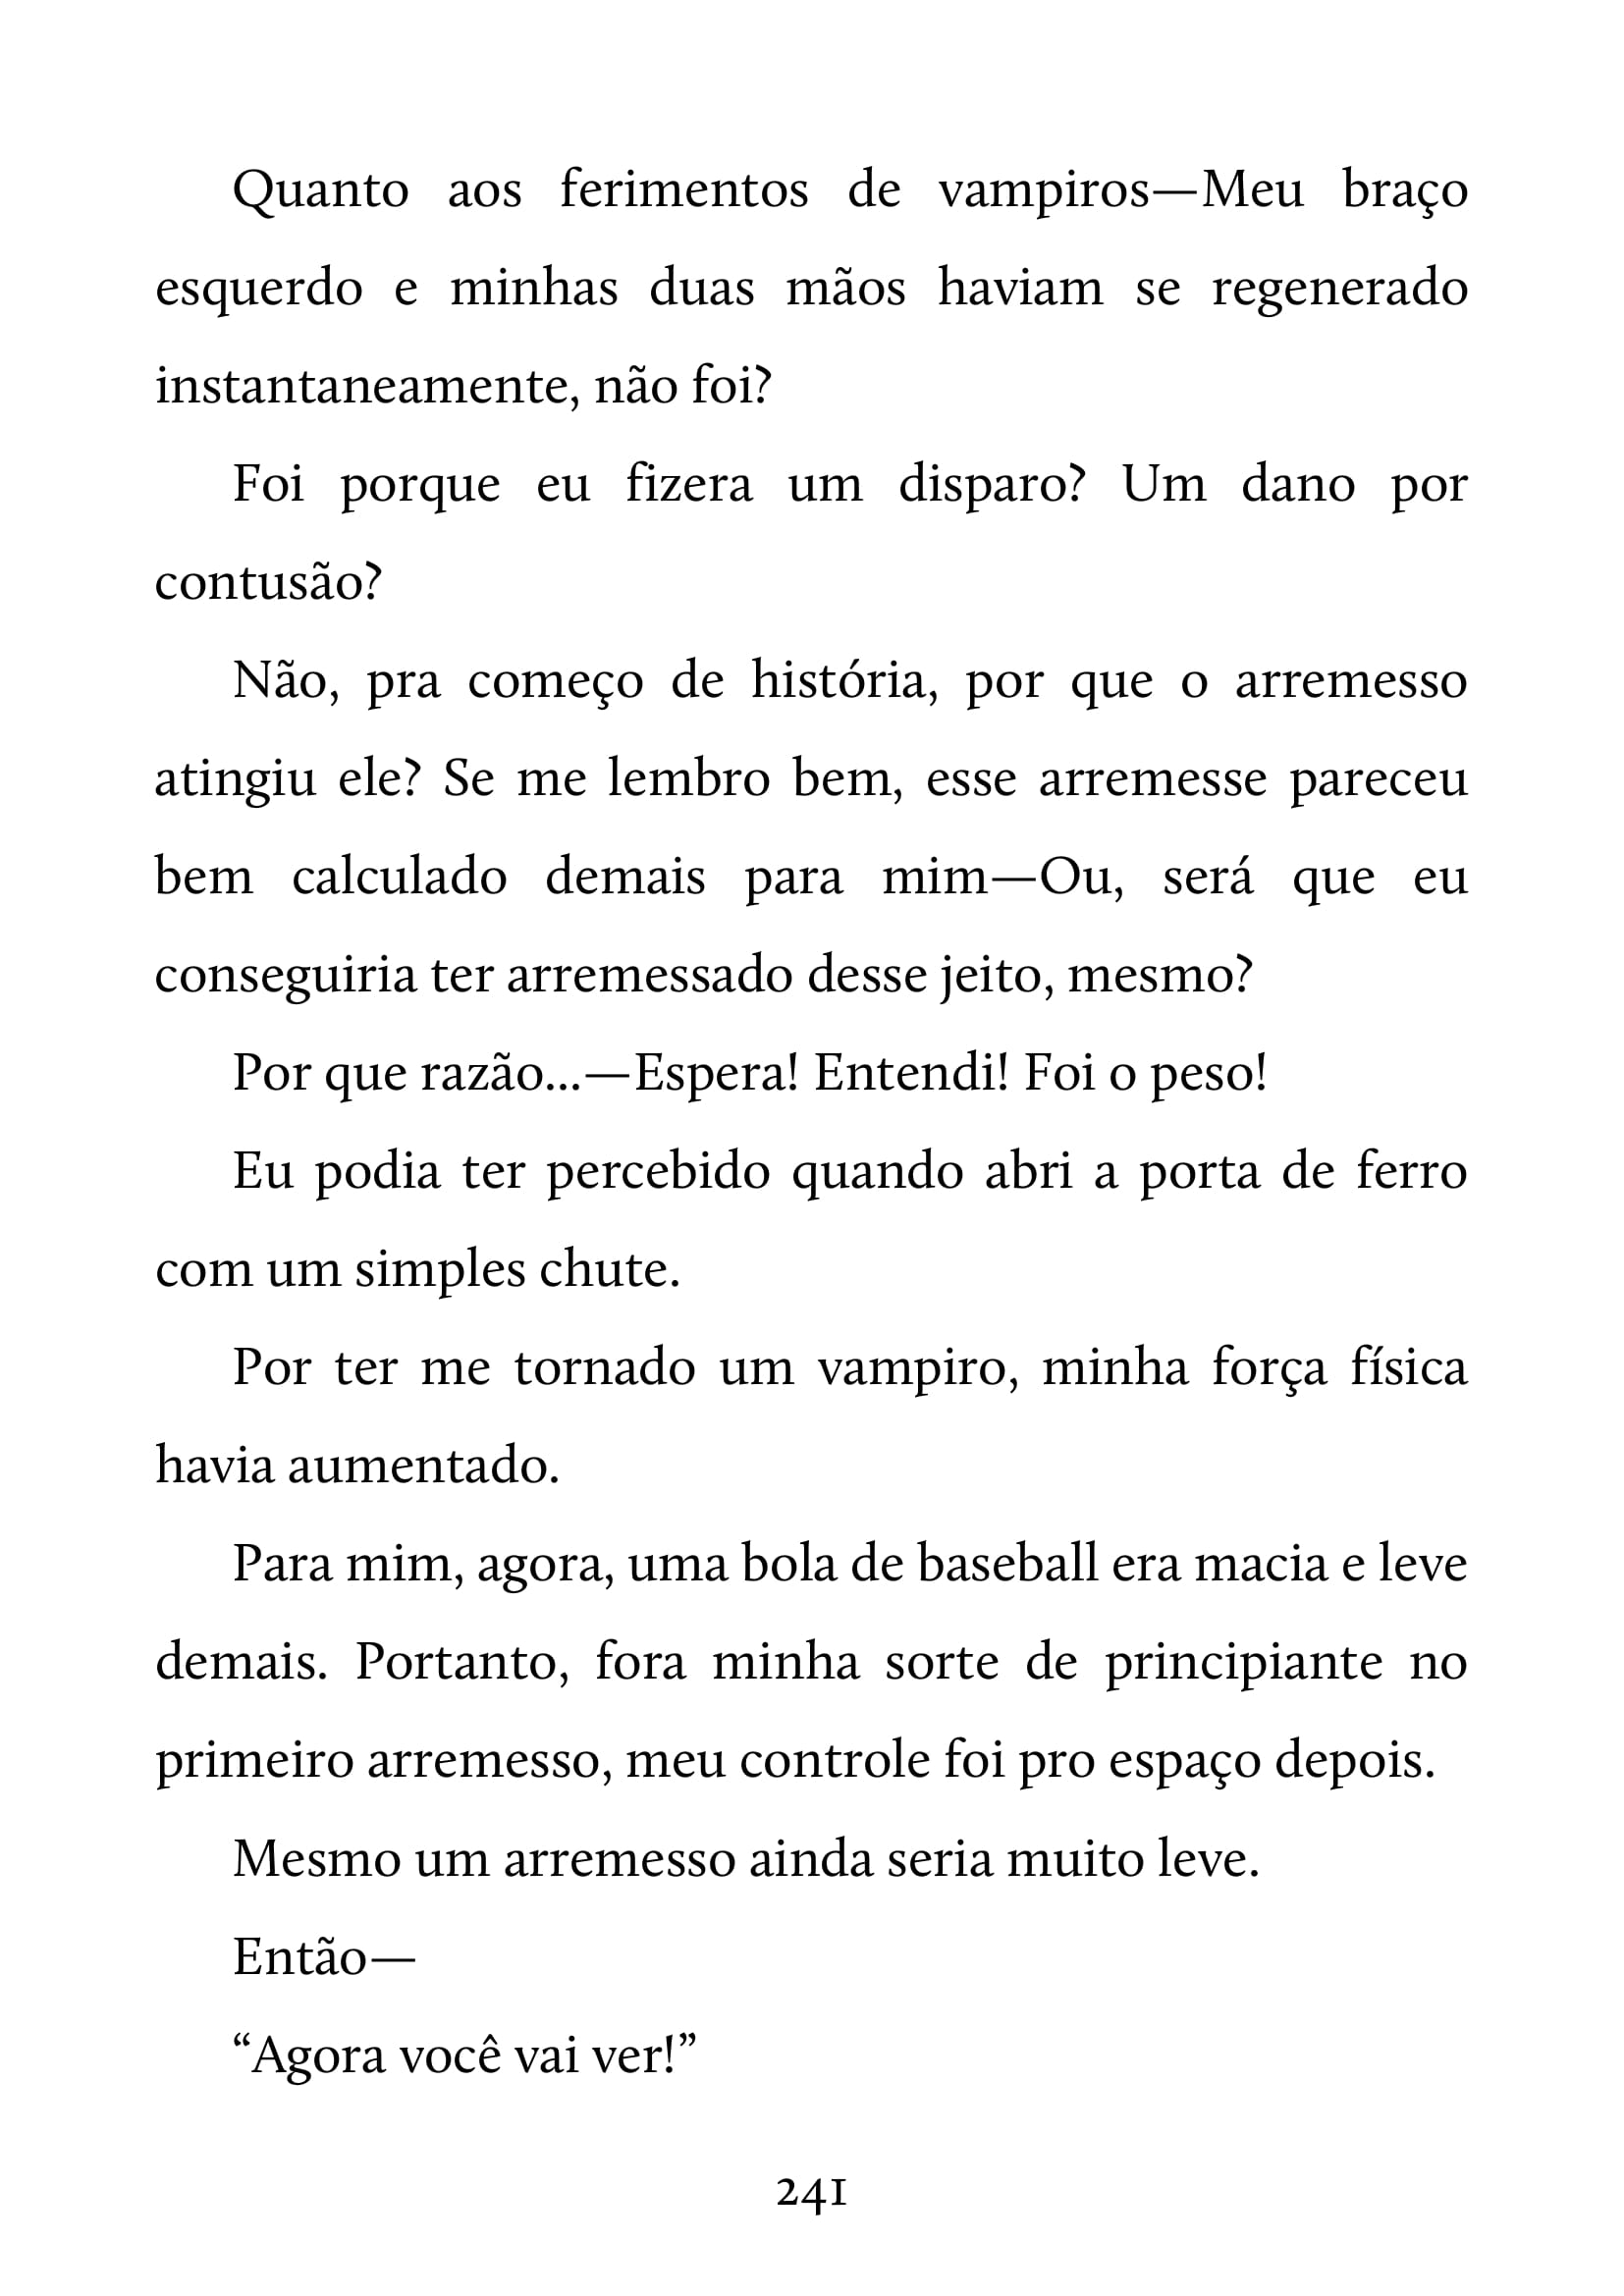 Quanto aos ferimentos de vampiros—Meu braço
esquerdo e minhas duas mãos haviam se regenerado
instantaneamente, não foi?
Foi porque eu fizera um disparo? Um dano por
contusão?
Não, pra começo de história, por que o arremesso
atingiu ele? Se me lembro bem, esse arremesse pareceu
bem calculado demais para mim—Ou, será que eu
conseguiria ter arremessado desse jeito, mesmo?
Por que razão...—Espera! Entendi! Foi o peso!
Eu podia ter percebido quando abri a porta de ferro
com um simples chute.
Por ter me tornado um vampiro, minha força física
havia aumentado.
Para mim, agora, uma bola de baseball era macia e leve
demais. Portanto, fora minha sorte de principiante no
primeiro arremesso, meu controle foi pro espaço depois.
Mesmo um arremesso ainda seria muito leve.
Então—
“Agora você vai ver!”
241